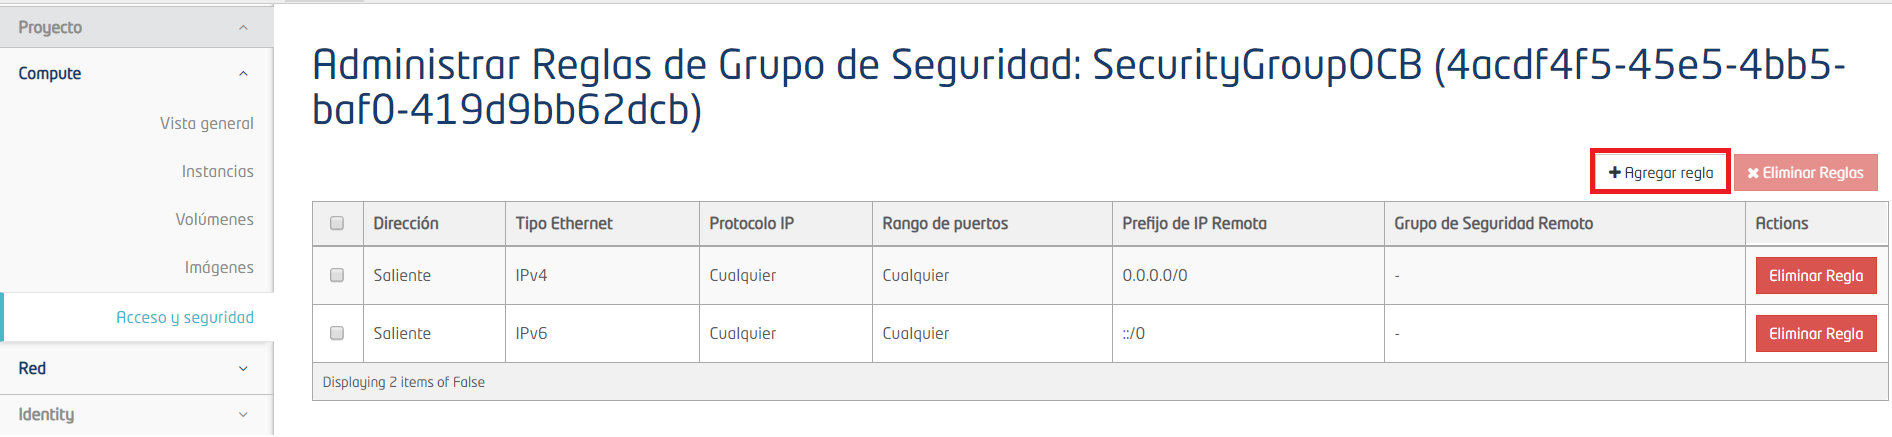 Proyecto
Compute
Vista general
Instancias
Volúmenes
Imágenes
Acceso y seguridad
Red
Identity
Administrar Reglas de Grupo de Seguridad: SecurityGroupOCB (4acdf4f5-45e5-4bb5-
baf0-419d9bb62dcb)
Agregar regla Eliminar Reglas
Dirección Tipo Ethernet Protocolo IP Rango de puertos Prefijo de IP Remota Grupo de Seguridad Remoto Actions
Saliente IPv4 Cualquier Cualquier 0.0.0.0/0 - Eliminar Regla
Saliente IPv6 Cualquier Cualquier ::/0 - Eliminar Regla
Displaying 2 items of False